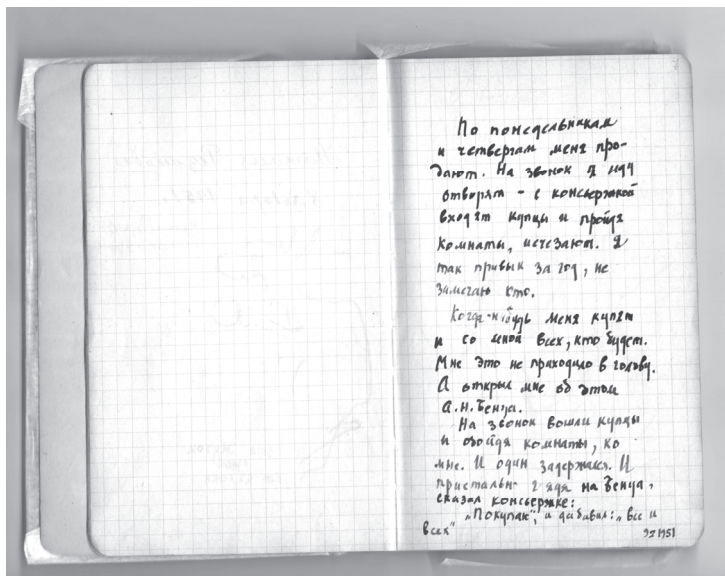 По понедельникам
и четвергам меня про-
дают. На звонок я иду
отворят - с консьержкой
входят купцы и пройдя
комнаты, исчезают. Я
так привык за год, не
замечаю кто.
Когда-нибудь меня купят
и со мной всех, кто будет.
Мне это не приходило в голову.
А открыл мне об этом
А.Н.Бенуа.
На звонок вошли купцы
и обойдя комнаты, ко
мне. И один задержался. И
пристально глядя на Бенуа,
сказал консьержке:
„Покупаю", и добавил: „все и
всех"